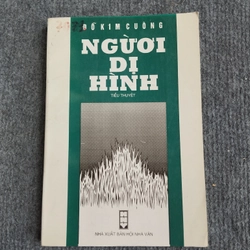 ĐỖ KIM CUÔNG
NGƯỜI
DỊ
HÌNH
TIỂU THUYẾT
NHÀ XUẤT BẢN HỘI NHÀ VĂN